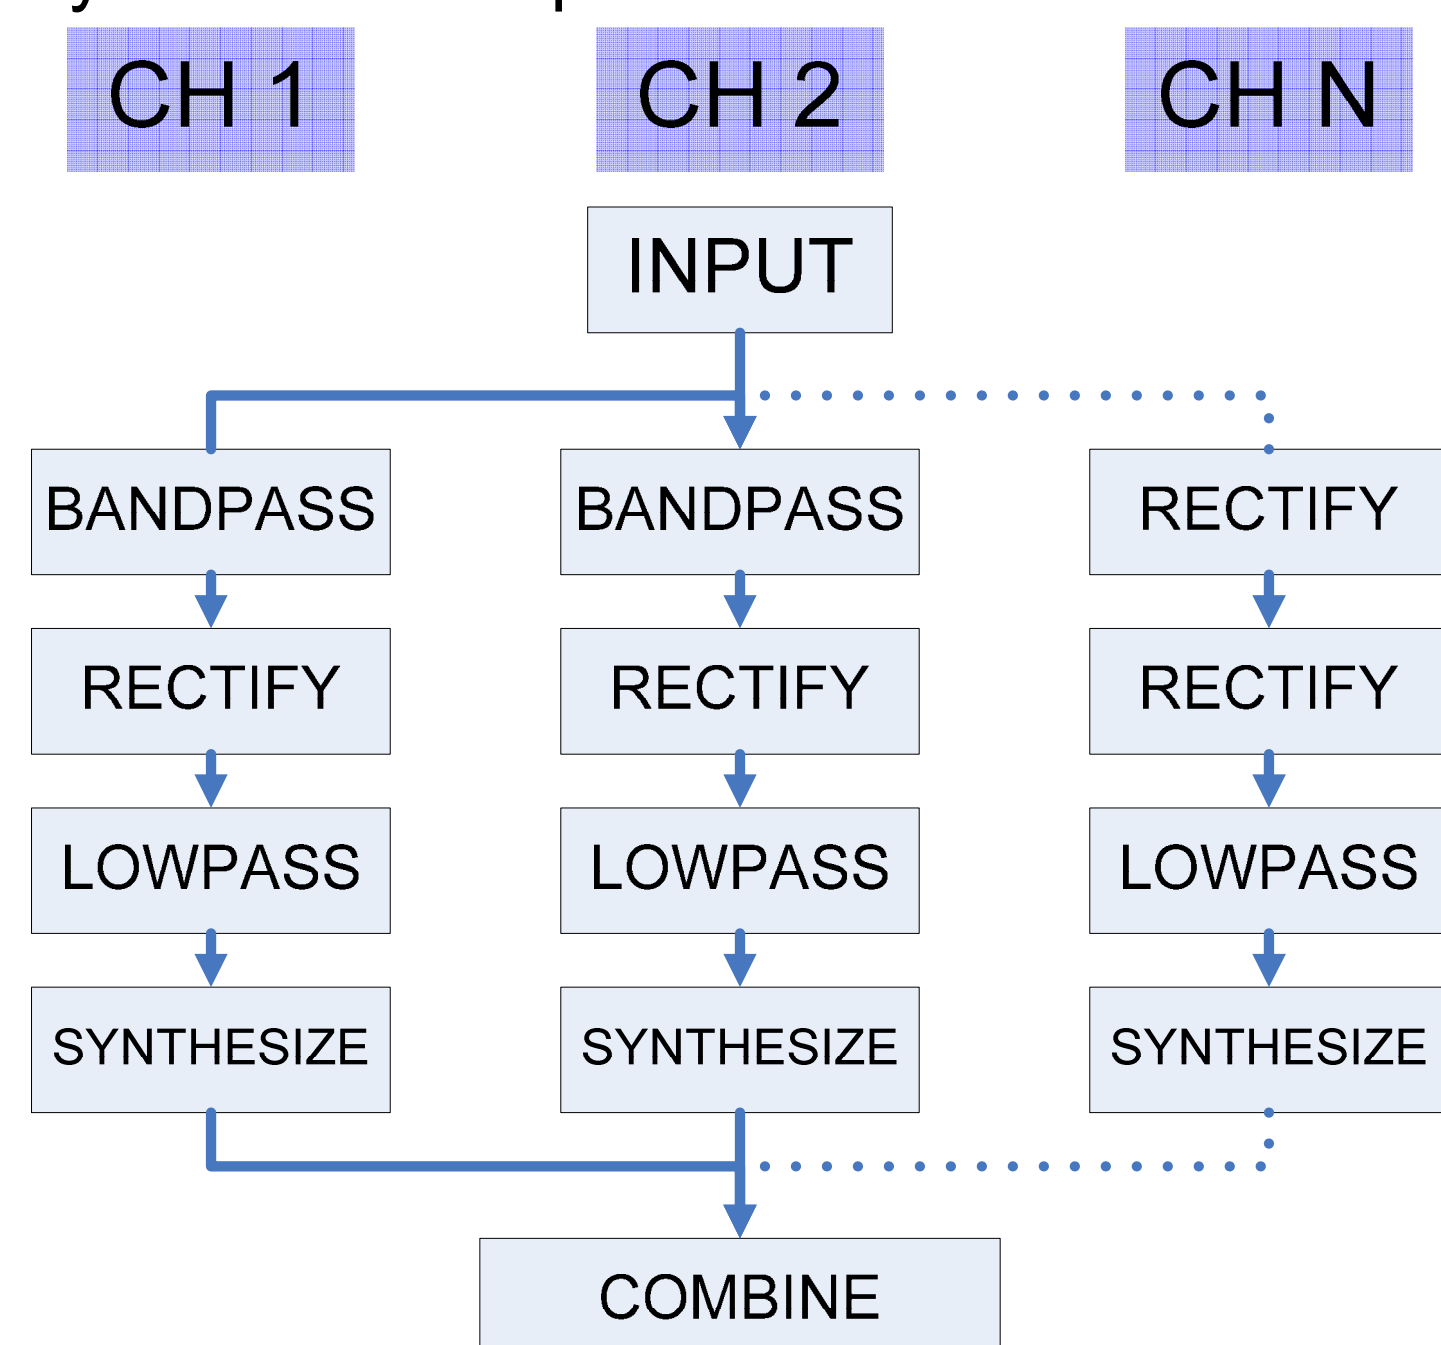 CH 1 CH 2 CH N
INPUT
BANDPASS BANDPASS RECTIFY
RECTIFY RECTIFY RECTIFY
LOWPASS LOWPASS LOWPASS
SYNTHESIZE SYNTHESIZE SYNTHESIZE
COMBINE